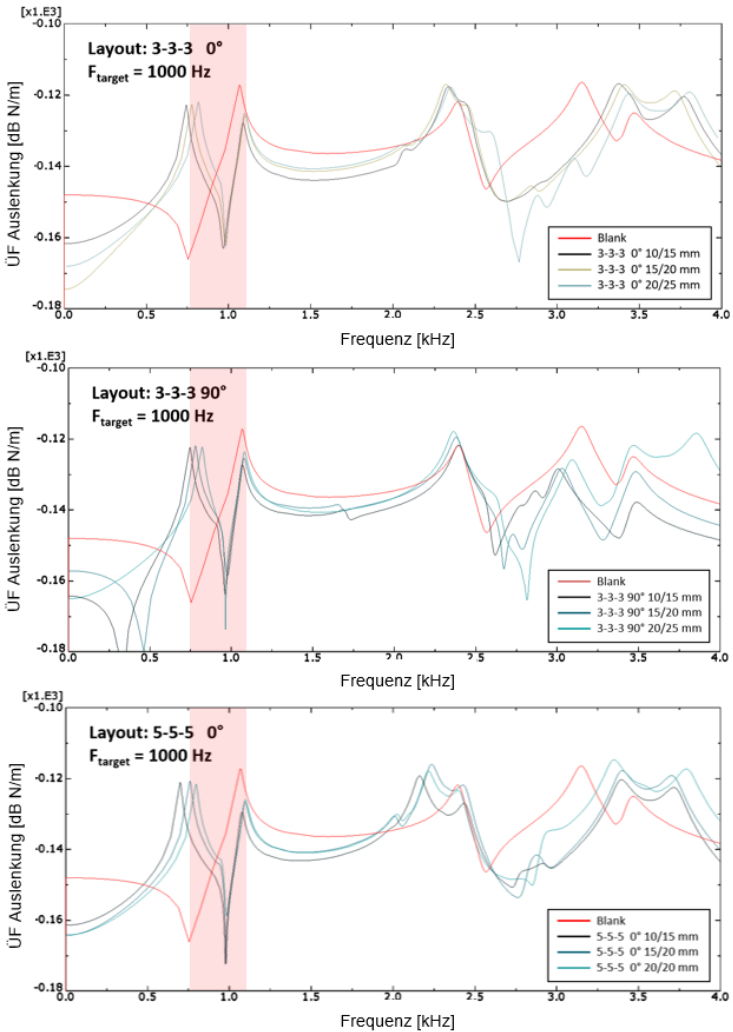 [x1.E3]
-0.10
-0.12
-0.14
-0.16
-0.18
ÜF Auslenkung [dB N/m]
Layout: 3-3-3 0°
F_target = 1000 Hz
Blank
3-3-3 0° 10/15 mm
3-3-3 0° 15/20 mm
3-3-3 0° 20/25 mm
0.0 0.5 1.0 1.5 2.0 2.5 3.0 3.5 4.0
Frequenz [kHz]
[x1.E3]
-0.10
-0.12
-0.14
-0.16
-0.18
ÜF Auslenkung [dB N/m]
Layout: 3-3-3 90°
F_target = 1000 Hz
Blank
3-3-3 90° 10/15 mm
3-3-3 90° 15/20 mm
3-3-3 90° 20/25 mm
0.0 0.5 1.0 1.5 2.0 2.5 3.0 3.5 4.0
Frequenz [kHz]
[x1.E3]
-0.10
-0.12
-0.14
-0.16
-0.18
ÜF Auslenkung [dB N/m]
Layout: 5-5-5 0°
F_target = 1000 Hz
Blank
5-5-5 0° 10/15 mm
5-5-5 0° 15/20 mm
5-5-5 0° 20/20 mm
0.0 0.5 1.0 1.5 2.0 2.5 3.0 3.5 4.0
Frequenz [kHz]